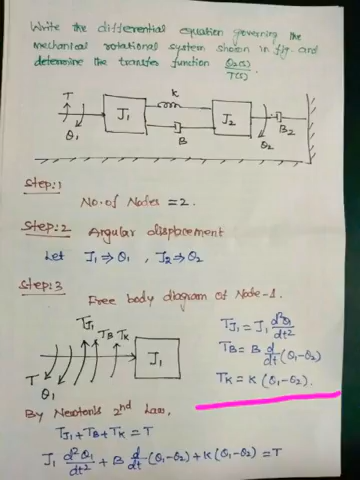 Write the differential equation governing the
mechanical rotational system shown in fig. and
determine the transfer function θ2(s)/T(s).
T K
J1 J2
θ1 B θ2 B2
Step:1
No. of Nodes = 2.
Step:2 Angular displacement
Let J1 ⇒ θ1 , J2 ⇒ θ2
Step:3
Free body diagram of Node-1.
TJ1 TB TK
J1
T
θ1
TJ1 = J1 d²θ1/dt²
TB = B d/dt (θ1-θ2)
TK = K (θ1-θ2).
By Newton's 2nd Law,
TJ1 + TB + TK = T
J1 d²θ1/dt² + B d/dt (θ1-θ2) + K(θ1-θ2) = T